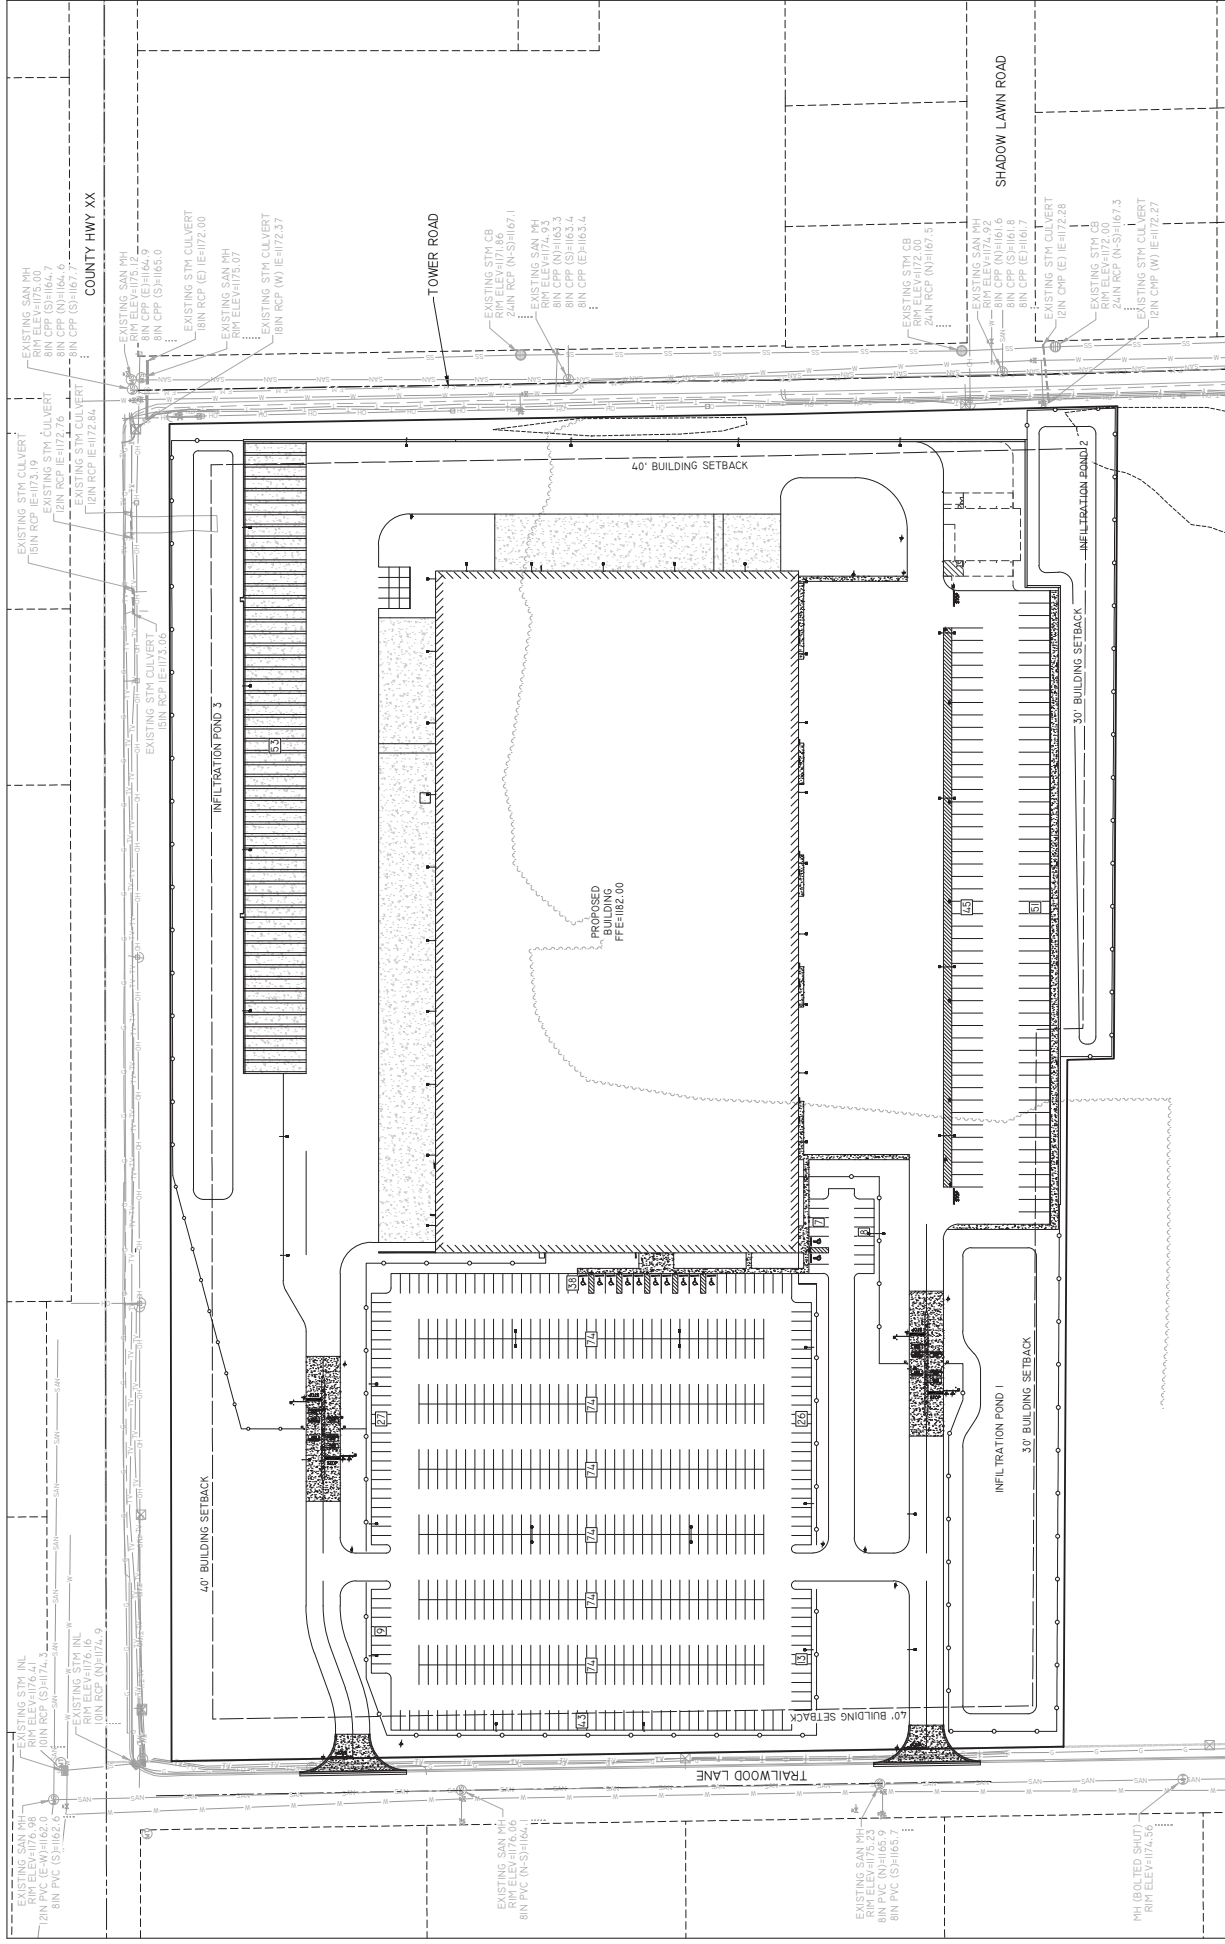 EXISTING SAN MH
RIM ELEV=1175.00
8IN CPP (S)=1164.7
8IN CPP (N)=1164.6
8IN CPP (S)=1167.7
COUNTY HWY XX
EXISTING SAN MH
RIM ELEV=1175.12
8IN CPP (E)=1164.9
8IN CPP (S)=1165.0
EXISTING STM CULVERT
18IN RCP (E) IE=1172.00
EXISTING SAN MH
RIM ELEV=1175.07
EXISTING STM CULVERT
18IN RCP (W) IE=1172.37
TOWER ROAD
EXISTING STM CB
RIM ELEV=1171.86
24IN RCP (N-S)=1167.1
EXISTING SAN MH
RIM ELEV=1174.93
8IN CPP (N)=1163.3
8IN CPP (S)=1163.4
8IN CPP (E)=1163.4
EXISTING STM CB
RIM ELEV=1172.00
24IN RCP (N)=1167.5
SHADOW LAWN ROAD
EXISTING SAN MH
RIM ELEV=1174.92
8IN CPP (N)=1161.6
8IN CPP (S)=1161.8
8IN CPP (E)=1161.7
EXISTING STM CULVERT
12IN CMP (E) IE=1172.28
EXISTING STM CB
RIM ELEV=1172.00
24IN RCP (N-S)=1167.3
EXISTING STM CULVERT
12IN CMP (W) IE=1172.27
EXISTING STM CULVERT
15IN RCP IE=1173.19
EXISTING STM CULVERT
12IN RCP IE=1172.76
EXISTING STM CULVERT
12IN RCP IE=1172.84
EXISTING STM CULVERT
15IN RCP IE=1173.06
40' BUILDING SETBACK
INFILTRATION POND 2
30' BUILDING SETBACK
INFILTRATION POND 3
53
PROPOSED
BUILDING
FFE=1182.00
45
51
7
8
38
74
74
74
74
74
74
27
26
19
13
43
40' BUILDING SETBACK
INFILTRATION POND 1
30' BUILDING SETBACK
40' BUILDING SETBACK
TRAILWOOD LANE
EXISTING STM INL
RIM ELEV=1176.41
10IN RCP (S)=1174.3
EXISTING STM INL
RIM ELEV=1176.16
10IN RCP (N)=1174.9
EXISTING SAN MH
RIM ELEV=1176.98
12IN PVC (E-W)=1162.0
8IN PVC (S)=1162.6
EXISTING SAN MH
RIM ELEV=1176.06
8IN PVC (N-S)=1164.1
EXISTING SAN MH
RIM ELEV=1175.23
8IN PVC (N)=1165.9
8IN PVC (S)=1165.7
MH (BOLTED SHUT)
RIM ELEV=1174.56